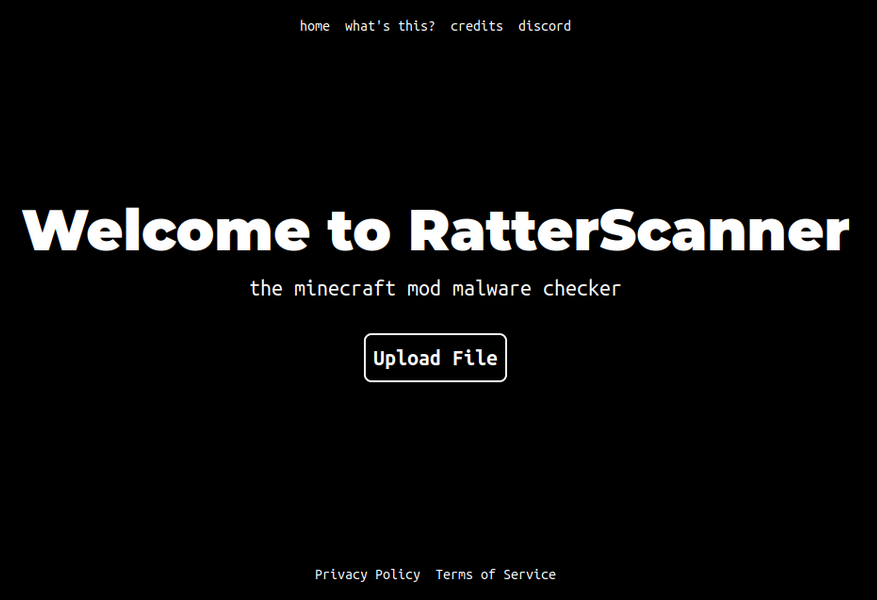 home what's this? credits discord
Welcome to RatterScanner
the minecraft mod malware checker
Upload File
Privacy Policy Terms of Service